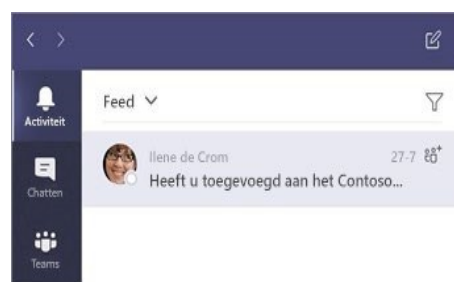 Activiteit
Feed
Ilene de Crom 27-7
Heeft u toegevoegd aan het Contoso...
Chatten
Teams